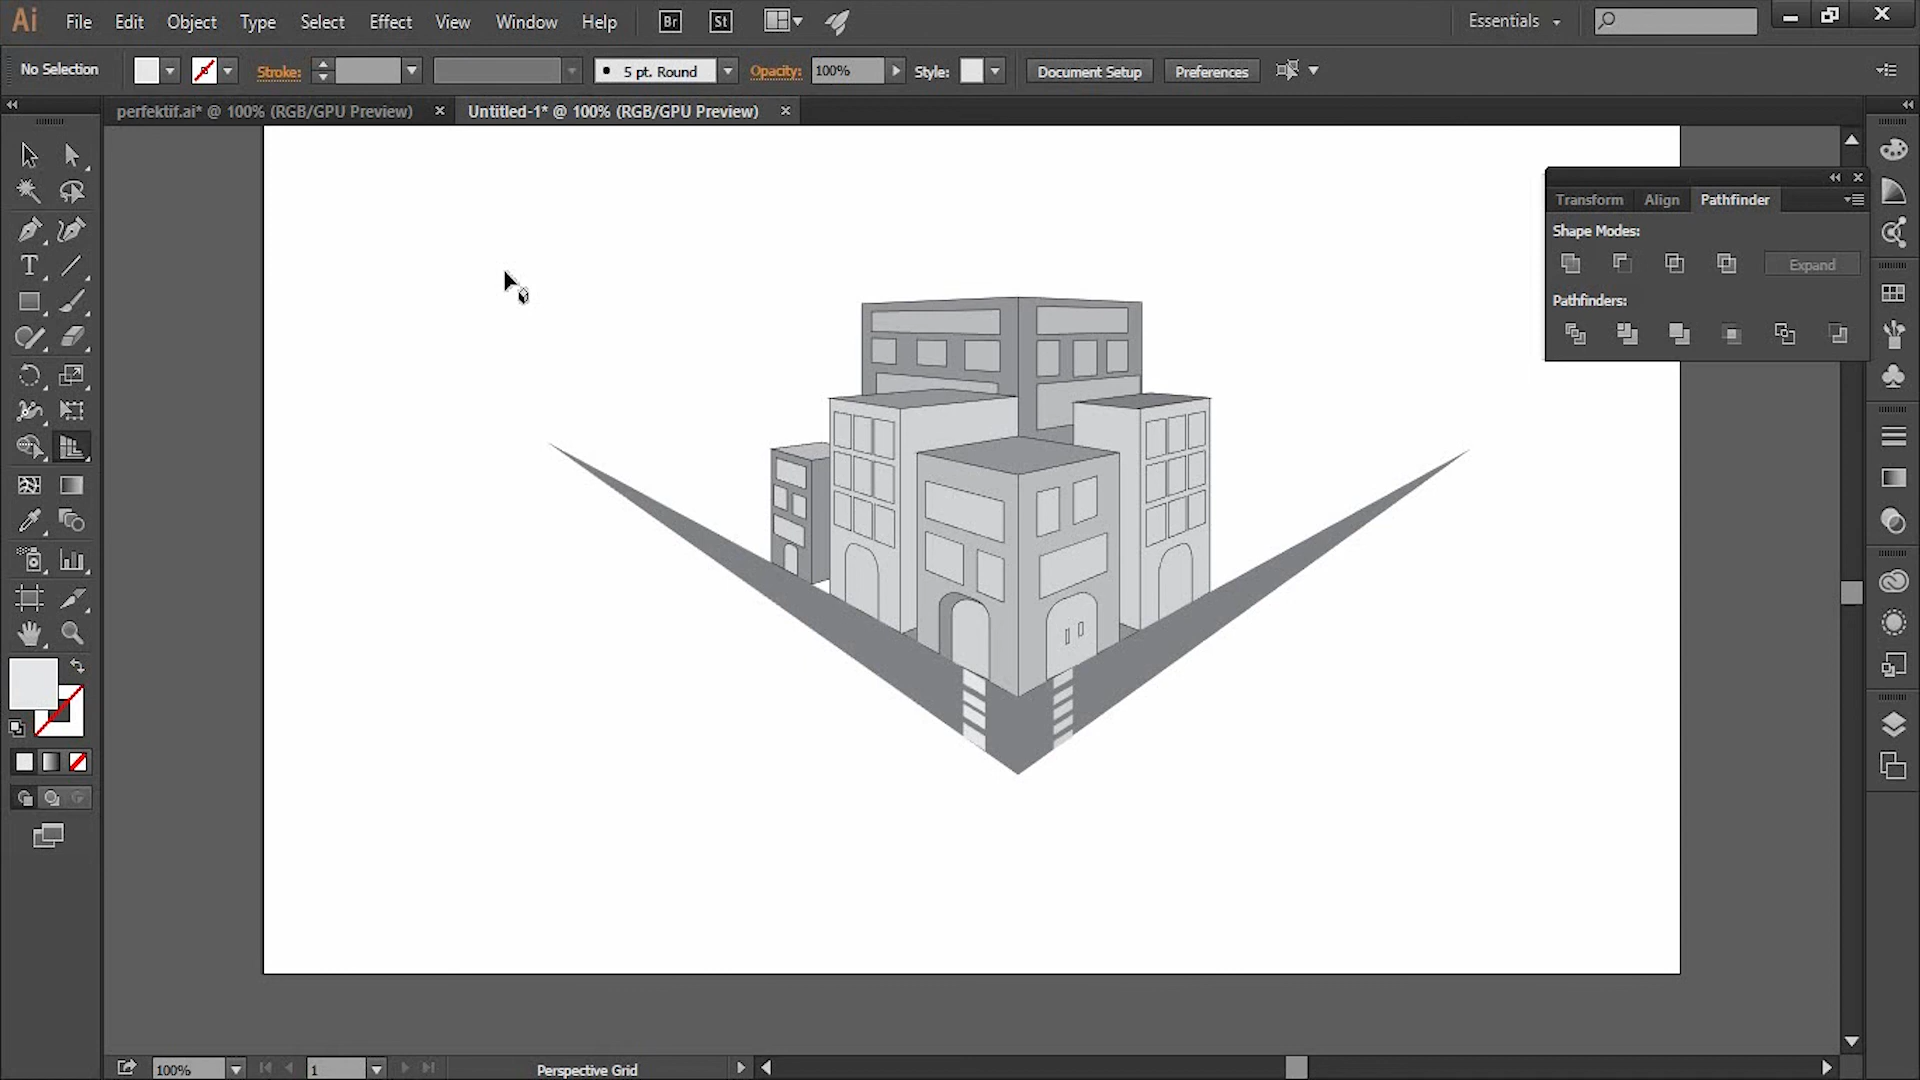 Ai File Edit Object Type Select Effect View Window Help Br St Essentials
No Selection Stroke: 5 pt. Round Opacity: 100% Style: Document Setup Preferences
perfektif.ai* @ 100% (RGB/GPU Preview) Untitled-1* @ 100% (RGB/GPU Preview)
Transform Align Pathfinder
Shape Modes:
Expand
Pathfinders:
T
100% 1 Perspective Grid